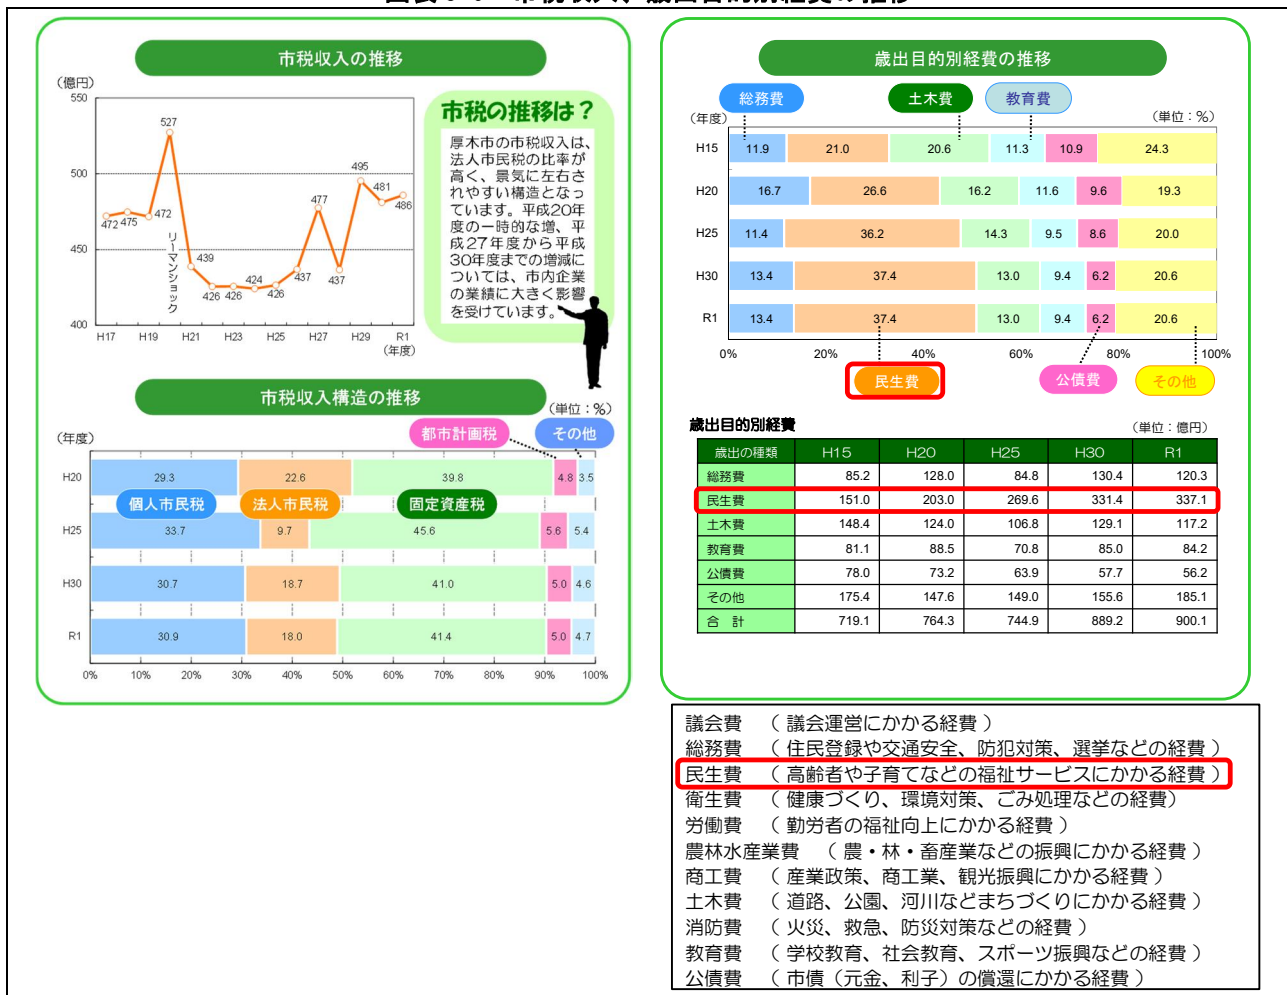 市税収入の推移
(億円)
550
500
450
400
527
472
475
472
439
426
426
424
426
437
477
437
495
481
486
リーマンショック
H17
H19
H21
H23
H25
H27
H29
R1
(年度)
市税の推移は？
厚木市の市税収入は、
法人市民税の比率が
高く、景気に左右さ
れやすい構造となっ
ています。平成20年
度の一時的な増、平
成27年度から平成
30年度までの増減に
ついては、市内企業
の業績に大きく影響
を受けています。
市税収入構造の推移
(単位：%)
(年度)
都市計画税
その他
H20 29.3 22.6 39.8 4.8 3.5
個人市民税 法人市民税 固定資産税
H25 33.7 9.7 45.6 5.6 5.4
H30 30.7 18.7 41.0 5.0 4.6
R1 30.9 18.0 41.4 5.0 4.7
0% 10% 20% 30% 40% 50% 60% 70% 80% 90% 100%
歳出目的別経費の推移
総務費 土木費 教育費
(年度)
(単位：%)
H15 11.9 21.0 20.6 11.3 10.9 24.3
H20 16.7 26.6 16.2 11.6 9.6 19.3
H25 11.4 36.2 14.3 9.5 8.6 20.0
H30 13.4 37.4 13.0 9.4 6.2 20.6
R1 13.4 37.4 13.0 9.4 6.2 20.6
0% 20% 40% 60% 80% 100%
民生費 公債費 その他
歳出目的別経費
(単位：億円)
歳出の種類 H15 H20 H25 H30 R1
総務費 85.2 128.0 84.8 130.4 120.3
民生費 151.0 203.0 269.6 331.4 337.1
土木費 148.4 124.0 106.8 129.1 117.2
教育費 81.1 88.5 70.8 85.0 84.2
公債費 78.0 73.2 63.9 57.7 56.2
その他 175.4 147.6 149.0 155.6 185.1
合 計 719.1 764.3 744.9 889.2 900.1
議会費 （ 議会運営にかかる経費 ）
総務費 （ 住民登録や交通安全、防犯対策、選挙などの経費 ）
民生費 （ 高齢者や子育てなどの福祉サービスにかかる経費 ）
衛生費 （ 健康づくり、環境対策、ごみ処理などの経費）
労働費 （ 勤労者の福祉向上にかかる経費 ）
農林水産業費 （ 農・林・畜産業などの振興にかかる経費 ）
商工費 （ 産業政策、商工業、観光振興にかかる経費 ）
土木費 （ 道路、公園、河川などまちづくりにかかる経費 ）
消防費 （ 火災、救急、防災対策などの経費 ）
教育費 （ 学校教育、社会教育、スポーツ振興などの経費 ）
公債費 （ 市債（元金、利子）の償還にかかる経費 ）